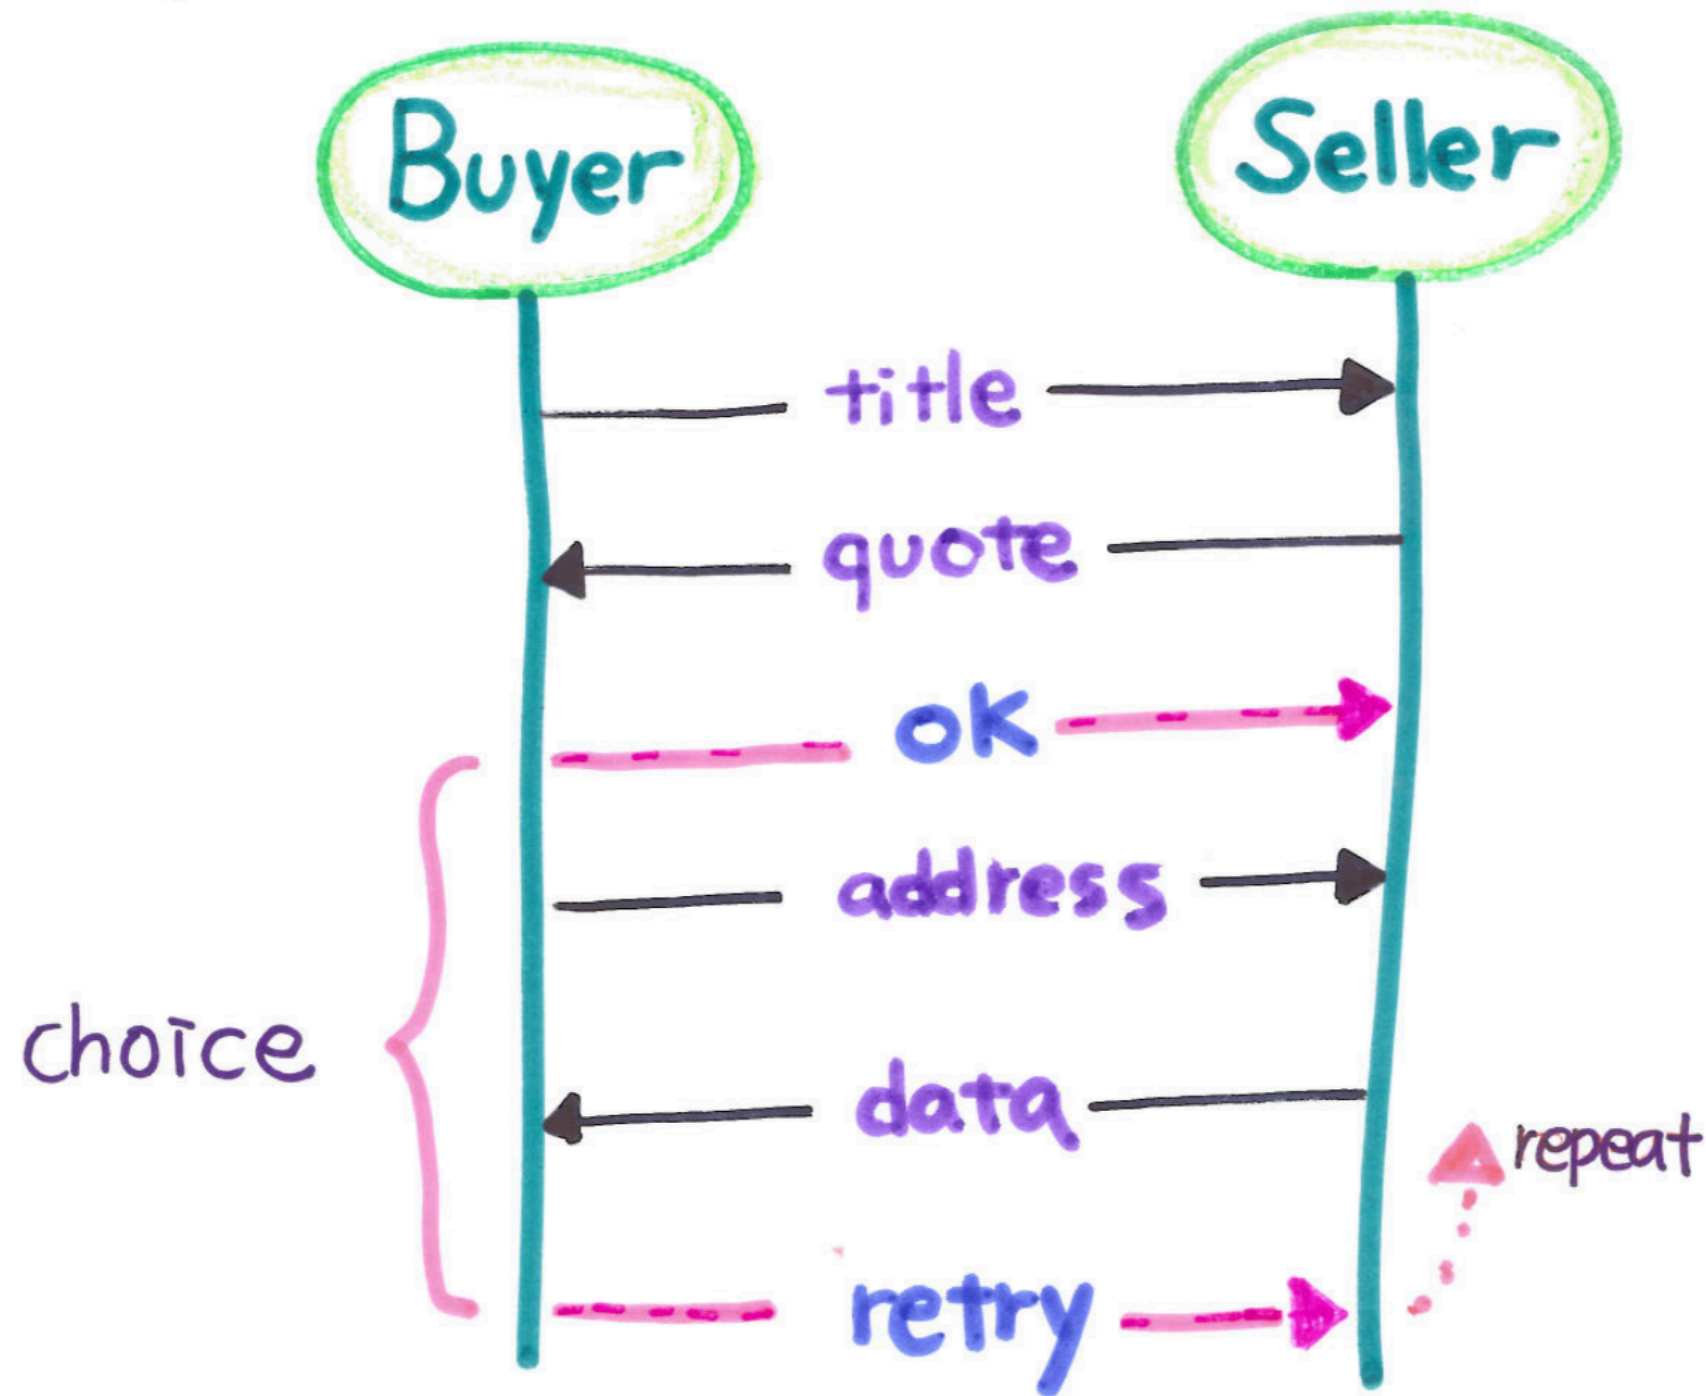 Buyer
Seller
title
quote
ok
address
choice
data
repeat
retry